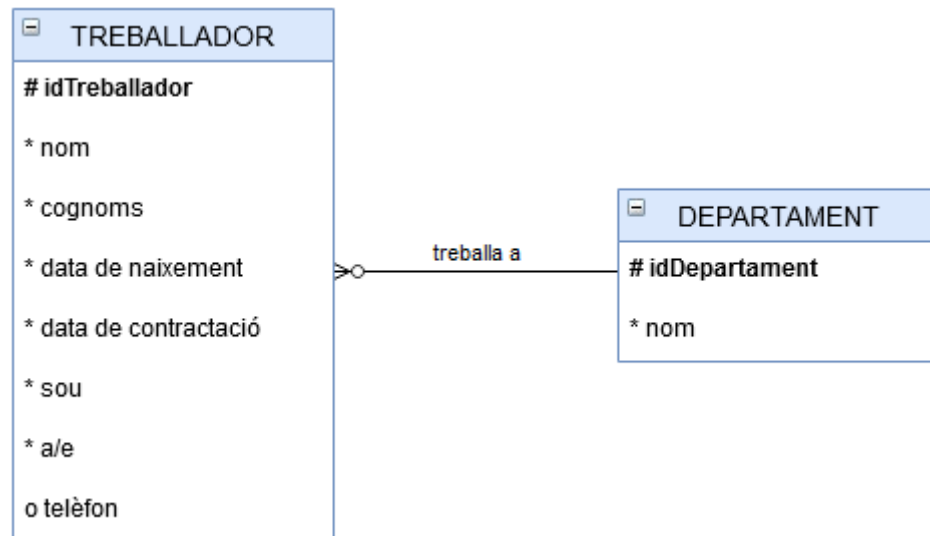 TREBALLADOR
# idTreballador
* nom
* cognoms
* data de naixement
* data de contractació
* sou
* a/e
o telèfon
treballa a
DEPARTAMENT
# idDepartament
* nom